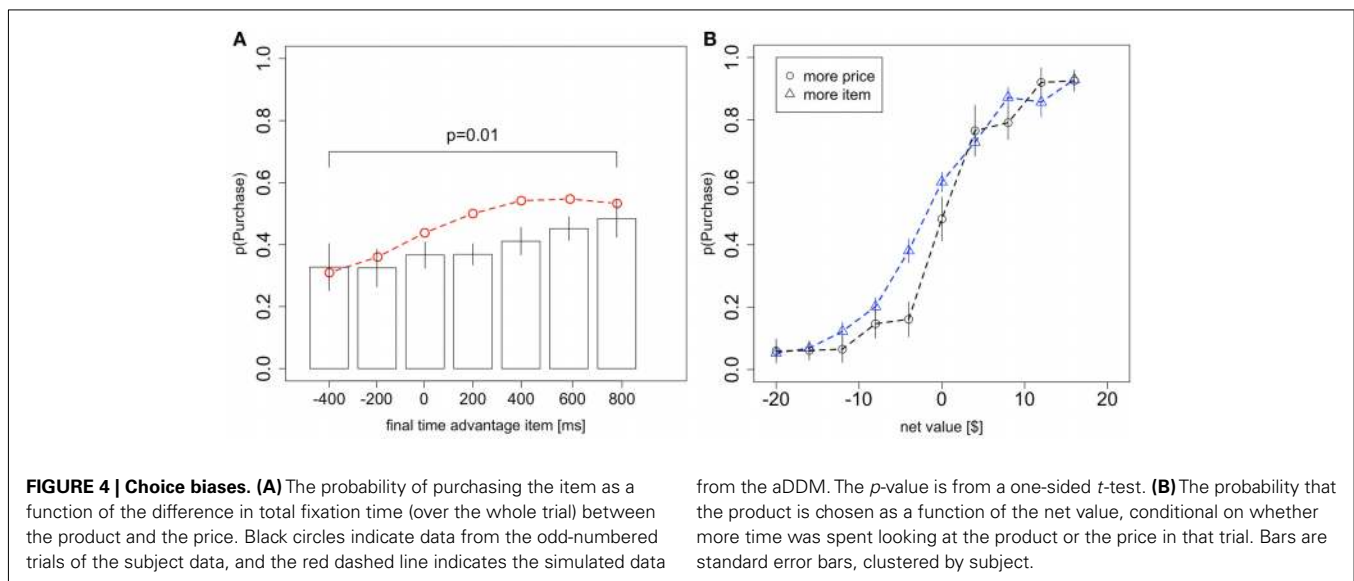 A
B
p=0.01
p(Purchase)
0.0 0.2 0.4 0.6 0.8 1.0
-400 -200 0 200 400 600 800
final time advantage item [ms]
more price
more item
p(Purchase)
0.0 0.2 0.4 0.6 0.8 1.0
-20 -10 0 10 20
net value [$]
FIGURE 4 | Choice biases. (A) The probability of purchasing the item as a
function of the difference in total fixation time (over the whole trial) between
the product and the price. Black circles indicate data from the odd-numbered
trials of the subject data, and the red dashed line indicates the simulated data
from the aDDM. The p-value is from a one-sided t-test. (B) The probability that
the product is chosen as a function of the net value, conditional on whether
more time was spent looking at the product or the price in that trial. Bars are
standard error bars, clustered by subject.